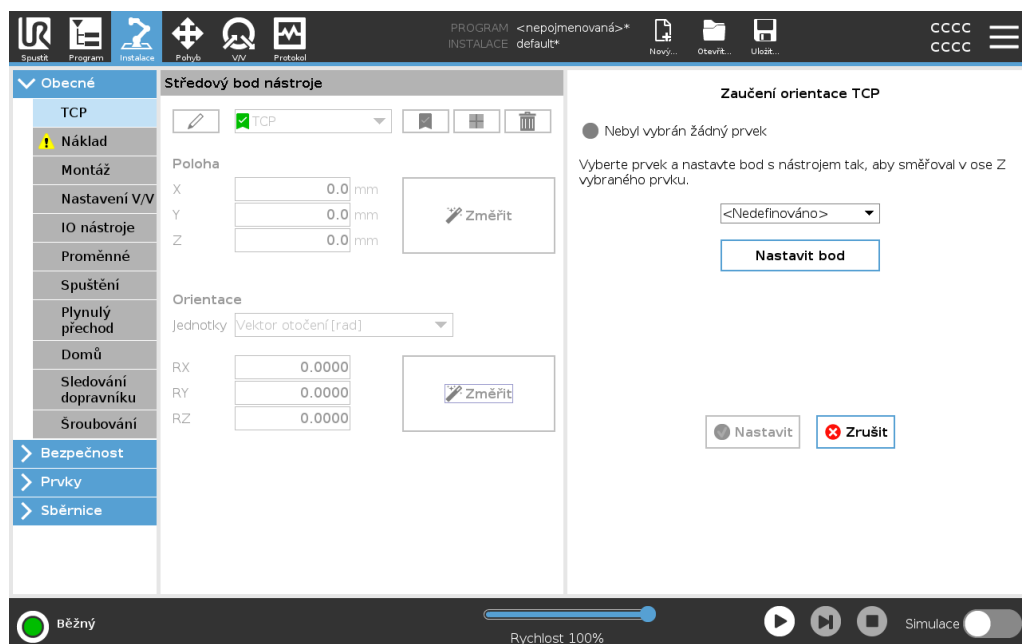 PROGRAM <nepojmenovaná>*
INSTALACE default*
CCCC
CCCC
Spustit
Program
Instalace
Pohyb
V/V
Protokol
Nový...
Otevřít...
Uložit...
Obecné
TCP
Náklad
Montáž
Nastavení V/V
IO nástroje
Proměnné
Spuštění
Plynulý
přechod
Domů
Sledování
dopravníku
Šroubování
Bezpečnost
Prvky
Sběrnice
Středový bod nástroje
TCP
Poloha
X 0.0 mm
Y 0.0 mm
Z 0.0 mm
Změřit
Orientace
Jednotky Vektor otočení [rad]
RX 0.0000
RY 0.0000
RZ 0.0000
Změřit
Zaučení orientace TCP
Nebyl vybrán žádný prvek
Vyberte prvek a nastavte bod s nástrojem tak, aby směřoval v ose Z
vybraného prvku.
<Nedefinováno>
Nastavit bod
Nastavit
Zrušit
Běžný
Rychlost 100%
Simulace